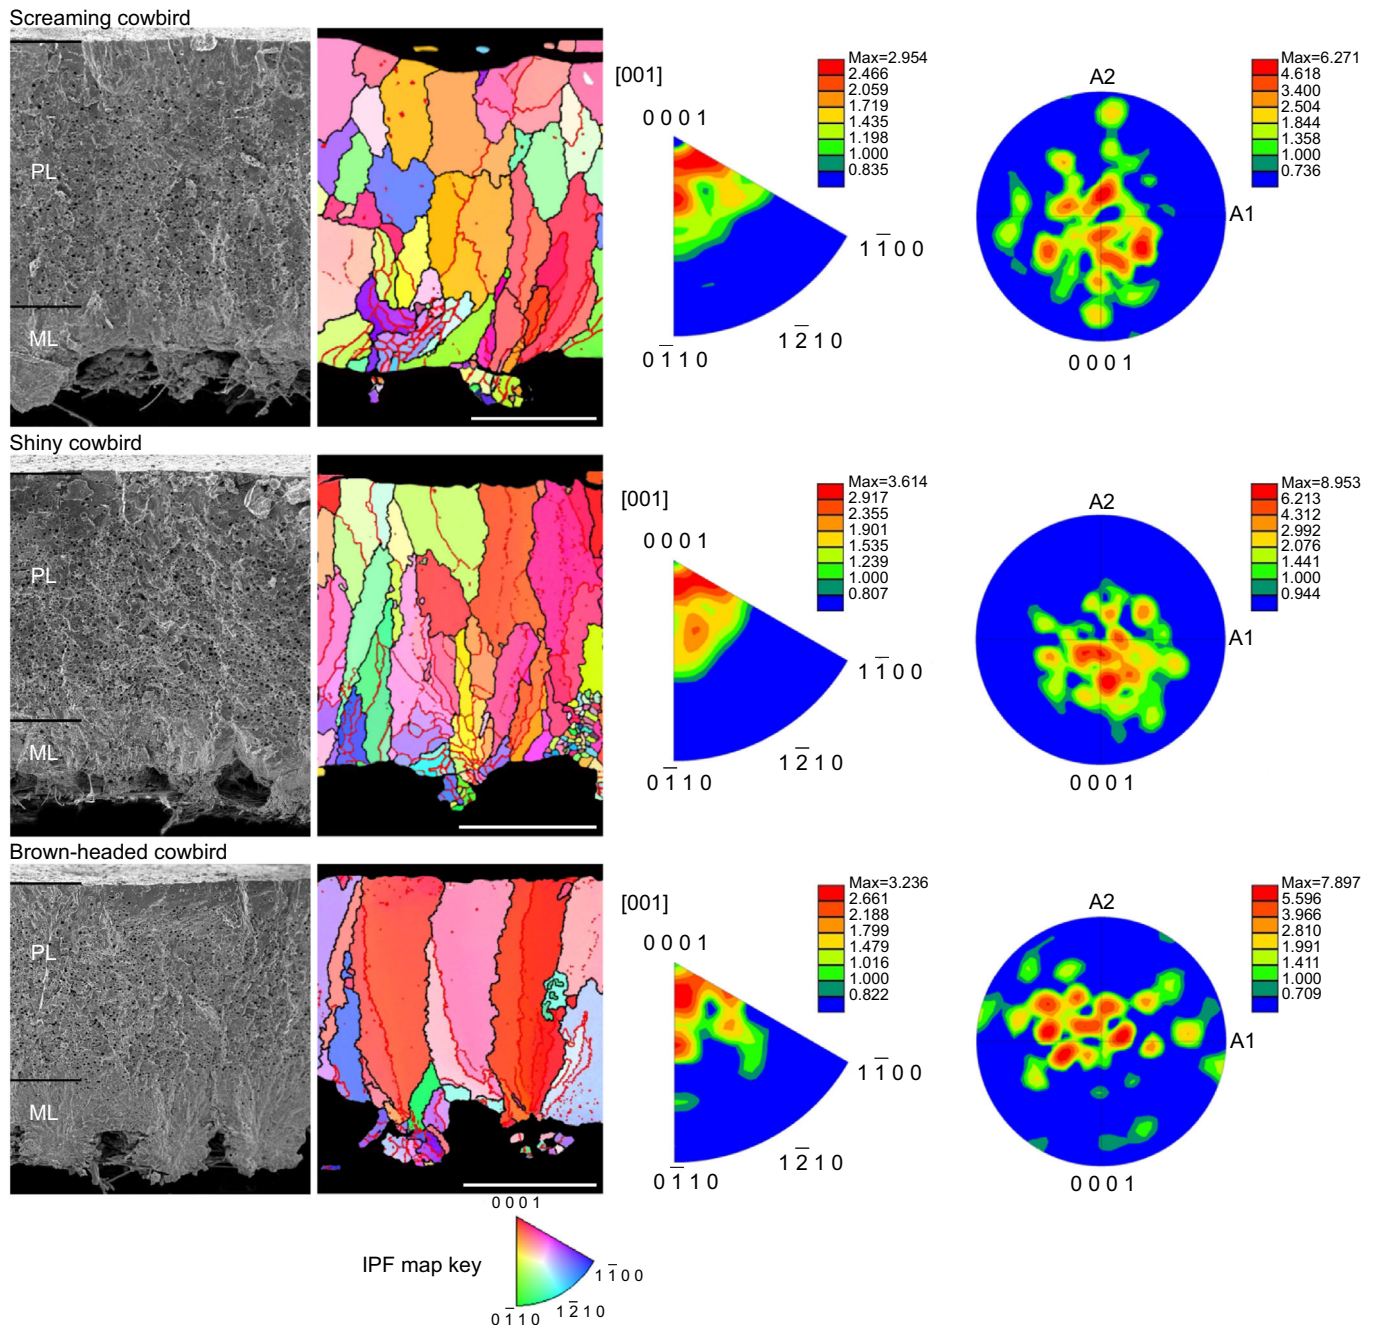 Screaming cowbird
PL
ML
[001]
0 0 0 1
1 1̅ 0 0
1 2̅ 1 0
0 1̅ 1 0
Max=2.954
2.466
2.059
1.719
1.435
1.198
1.000
0.835
A2
A1
0 0 0 1
Max=6.271
4.618
3.400
2.504
1.844
1.358
1.000
0.736
Shiny cowbird
PL
ML
[001]
0 0 0 1
1 1̅ 0 0
1 2̅ 1 0
0 1̅ 1 0
Max=3.614
2.917
2.355
1.901
1.535
1.239
1.000
0.807
A2
A1
0 0 0 1
Max=8.953
6.213
4.312
2.992
2.076
1.441
1.000
0.944
Brown-headed cowbird
PL
ML
[001]
0 0 0 1
1 1̅ 0 0
1 2̅ 1 0
0 1̅ 1 0
Max=3.236
2.661
2.188
1.799
1.479
1.016
1.000
0.822
A2
A1
0 0 0 1
Max=7.897
5.596
3.966
2.810
1.991
1.411
1.000
0.709
IPF map key
0 0 0 1
1 1̅ 0 0
1 2̅ 1 0
0 1̅ 1 0